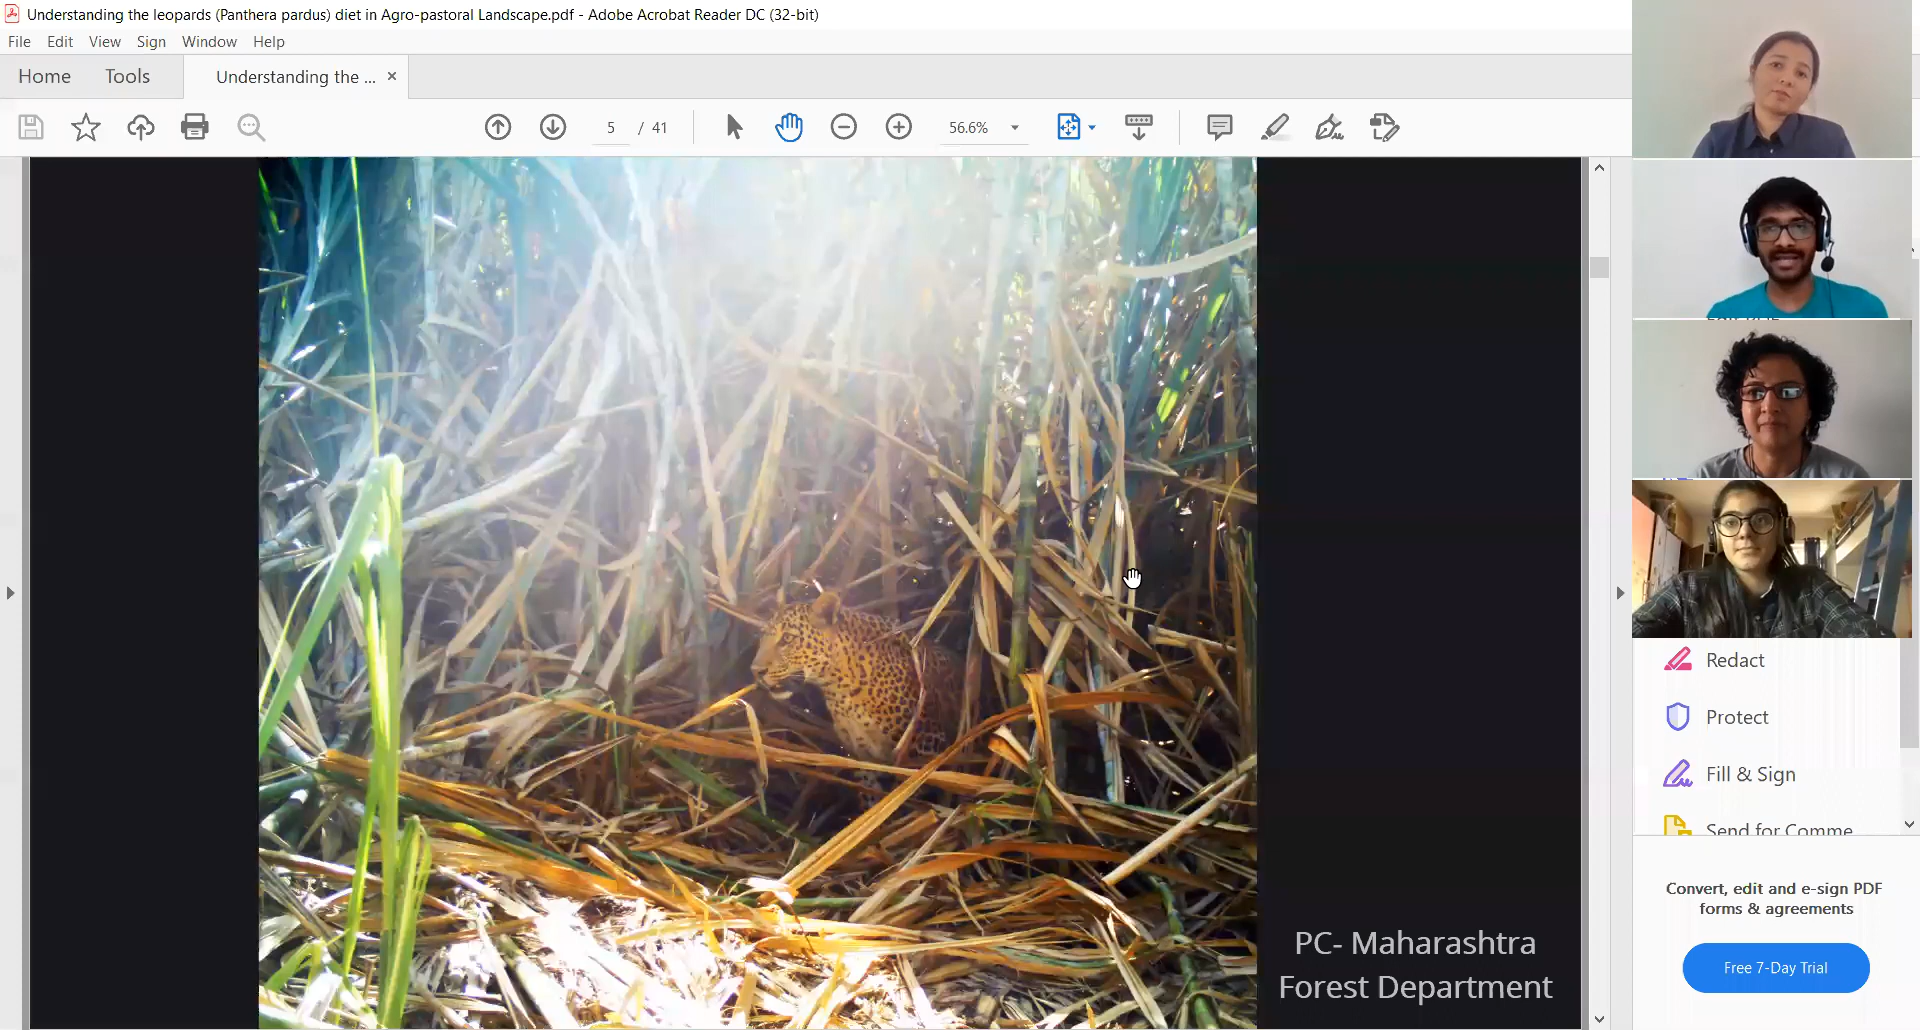 Understanding the leopards (Panthera pardus) diet in Agro-pastoral Landscape.pdf - Adobe Acrobat Reader DC (32-bit)
File Edit View Sign Window Help
Home Tools Understanding the ... ×
5 / 41 56.6%
Redact
Protect
Fill & Sign
Send for Comme
Convert, edit and e-sign PDF
forms & agreements
Free 7-Day Trial
PC- Maharashtra
Forest Department